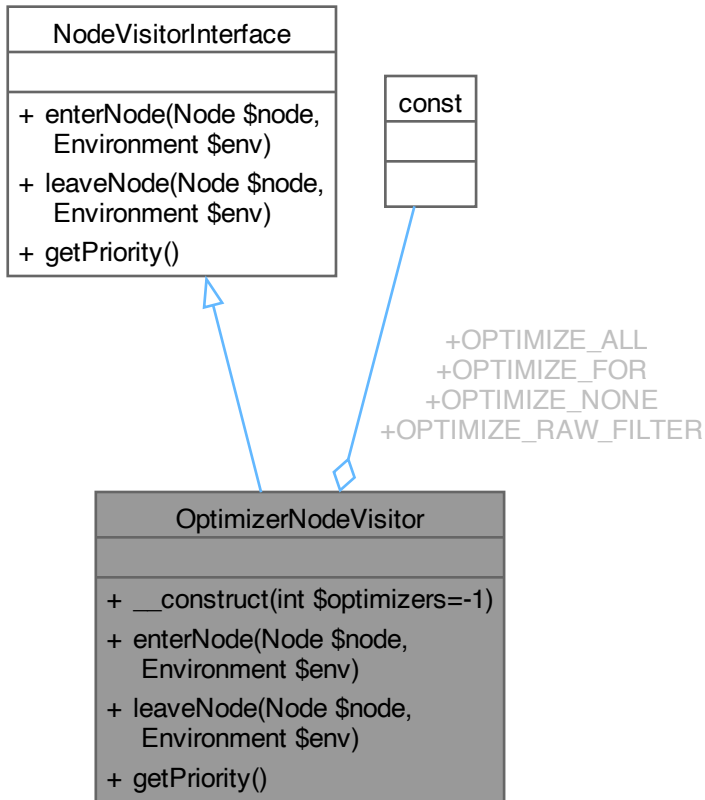 NodeVisitorInterface
+ enterNode(Node $node,
Environment $env)
+ leaveNode(Node $node,
Environment $env)
+ getPriority()
const
+OPTIMIZE_ALL
+OPTIMIZE_FOR
+OPTIMIZE_NONE
+OPTIMIZE_RAW_FILTER
OptimizerNodeVisitor
+ __construct(int $optimizers=-1)
+ enterNode(Node $node,
Environment $env)
+ leaveNode(Node $node,
Environment $env)
+ getPriority()